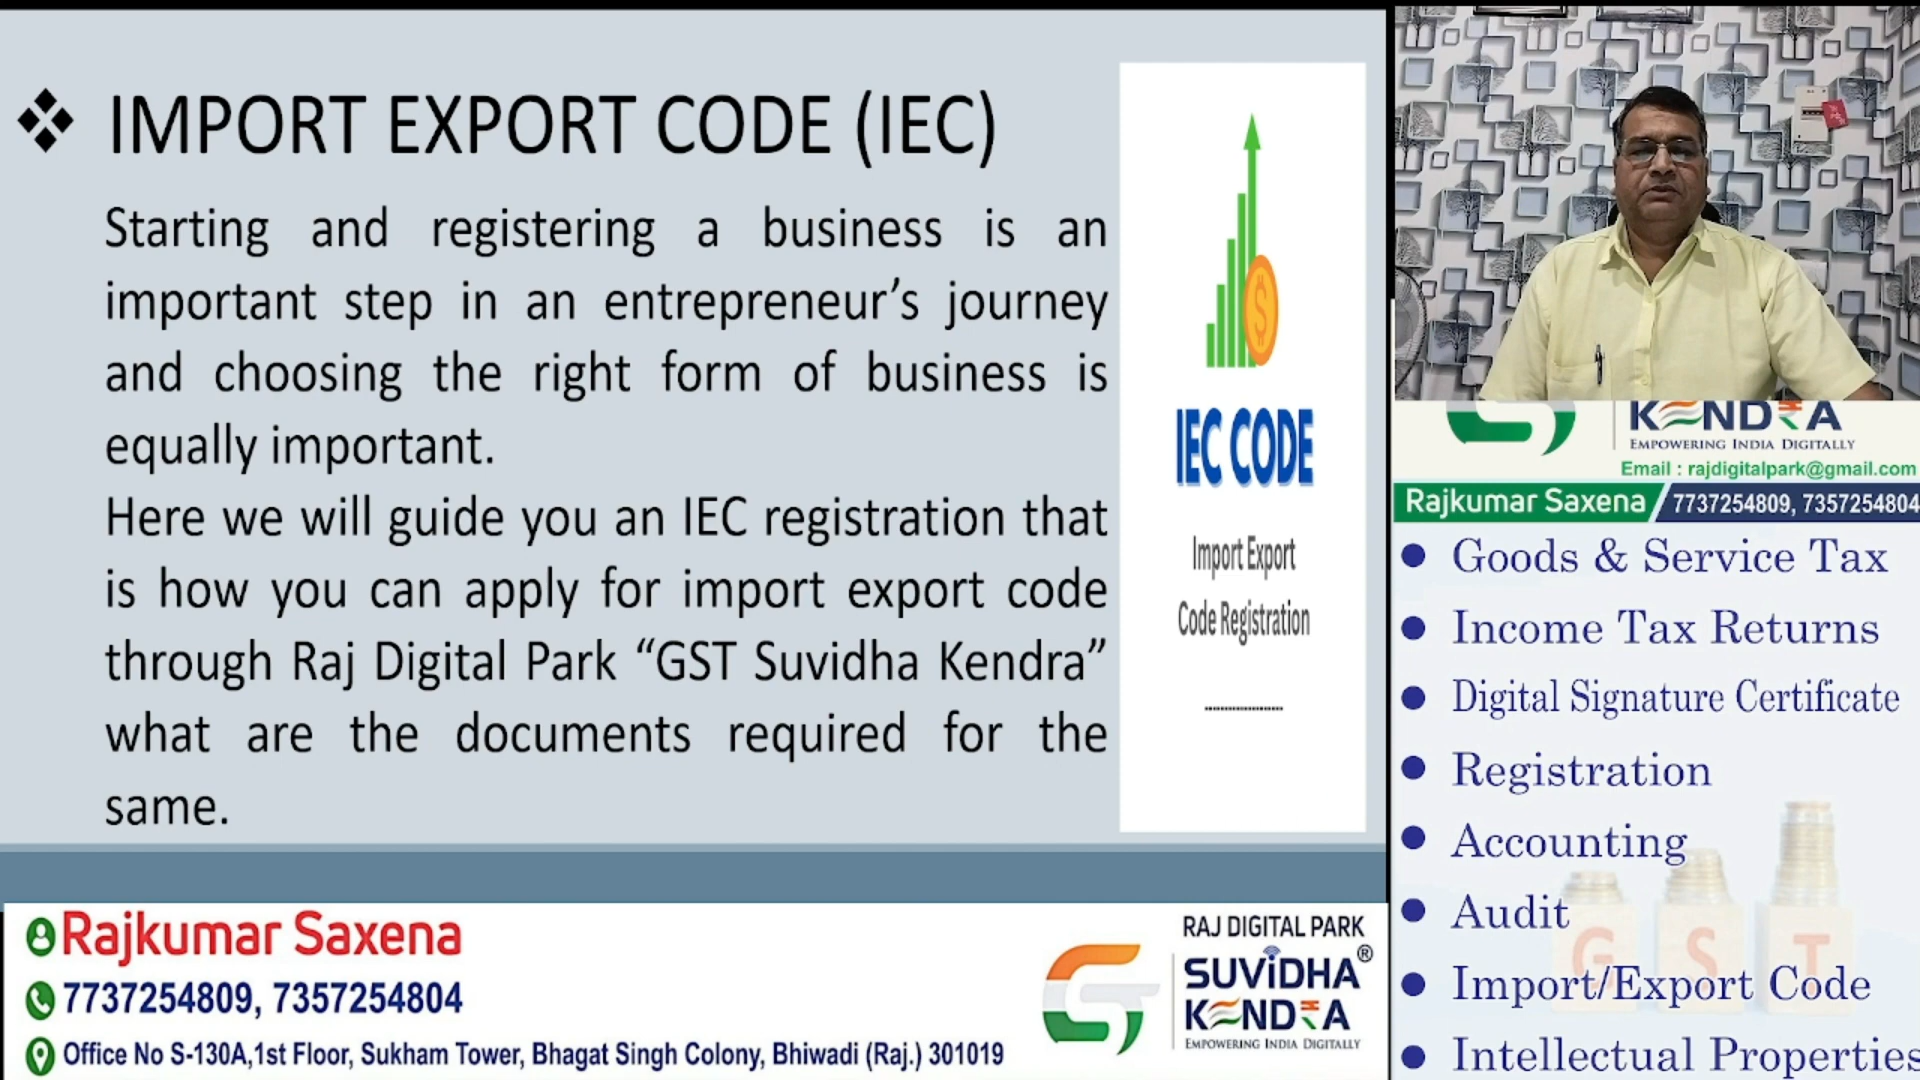 IMPORT EXPORT CODE (IEC)
Starting and registering a business is an
important step in an entrepreneur’s journey
and choosing the right form of business is
equally important.
Here we will guide you an IEC registration that
is how you can apply for import export code
through Raj Digital Park “GST Suvidha Kendra”
what are the documents required for the
same.
IEC CODE
Import Export
Code Registration
Rajkumar Saxena
7737254809, 7357254804
Office No S-130A,1st Floor, Sukham Tower, Bhagat Singh Colony, Bhiwadi (Raj.) 301019
RAJ DIGITAL PARK
SUVIDHA®
KENDRA
EMPOWERING INDIA DIGITALLY
KENDRA
EMPOWERING INDIA DIGITALLY
Email : rajdigitalpark@gmail.com
Rajkumar Saxena 7737254809, 7357254804
Goods & Service Tax
Income Tax Returns
Digital Signature Certificate
Registration
Accounting
Audit
Import/Export Code
Intellectual Properties
G S T